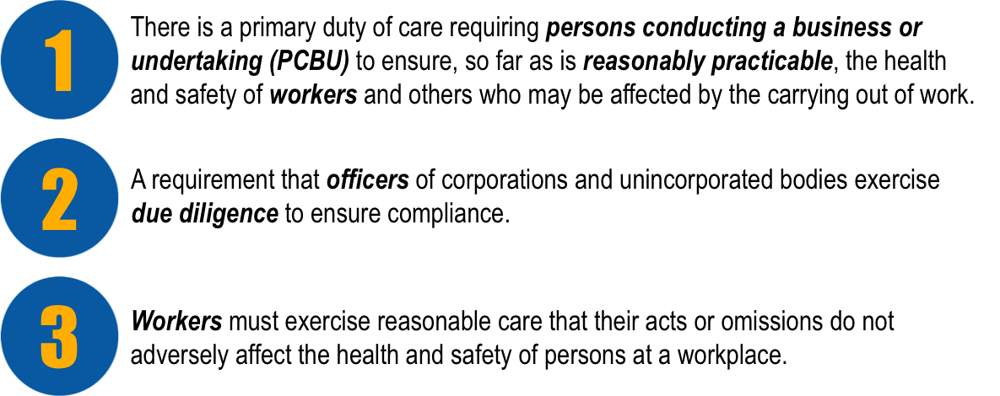 1
There is a primary duty of care requiring persons conducting a business or
undertaking (PCBU) to ensure, so far as is reasonably practicable, the health
and safety of workers and others who may be affected by the carrying out of work.
2
A requirement that officers of corporations and unincorporated bodies exercise
due diligence to ensure compliance.
3
Workers must exercise reasonable care that their acts or omissions do not
adversely affect the health and safety of persons at a workplace.